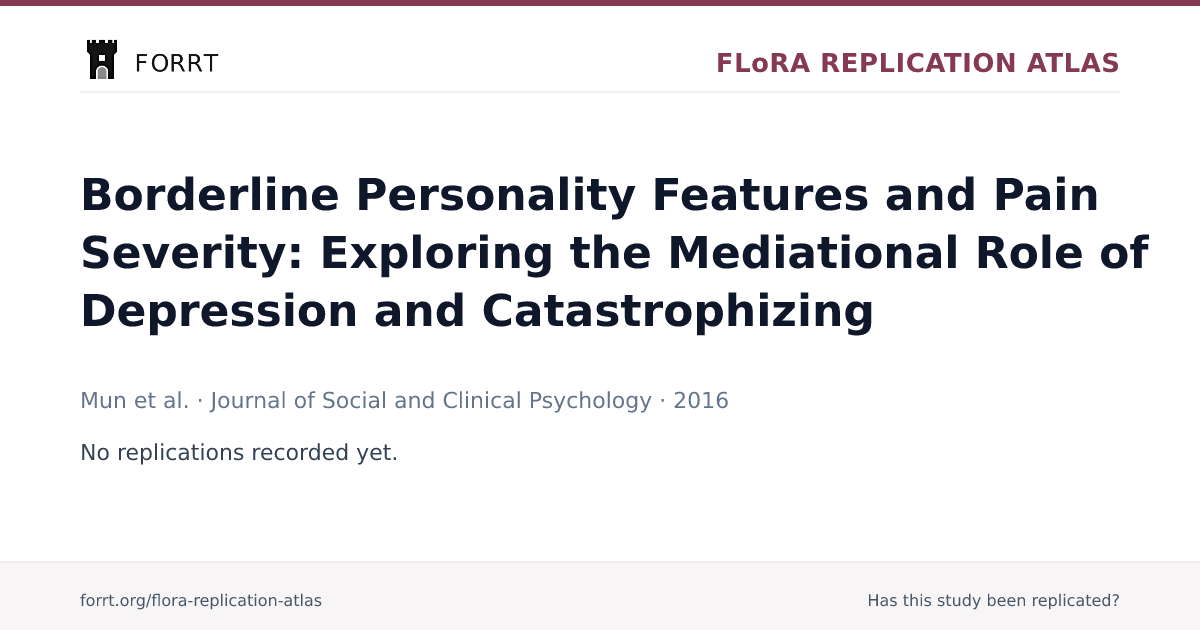 FORRT
FLoRA REPLICATION ATLAS
Borderline Personality Features and Pain
Severity: Exploring the Mediational Role of
Depression and Catastrophizing
Mun et al. · Journal of Social and Clinical Psychology · 2016
No replications recorded yet.
forrt.org/flora-replication-atlas
Has this study been replicated?